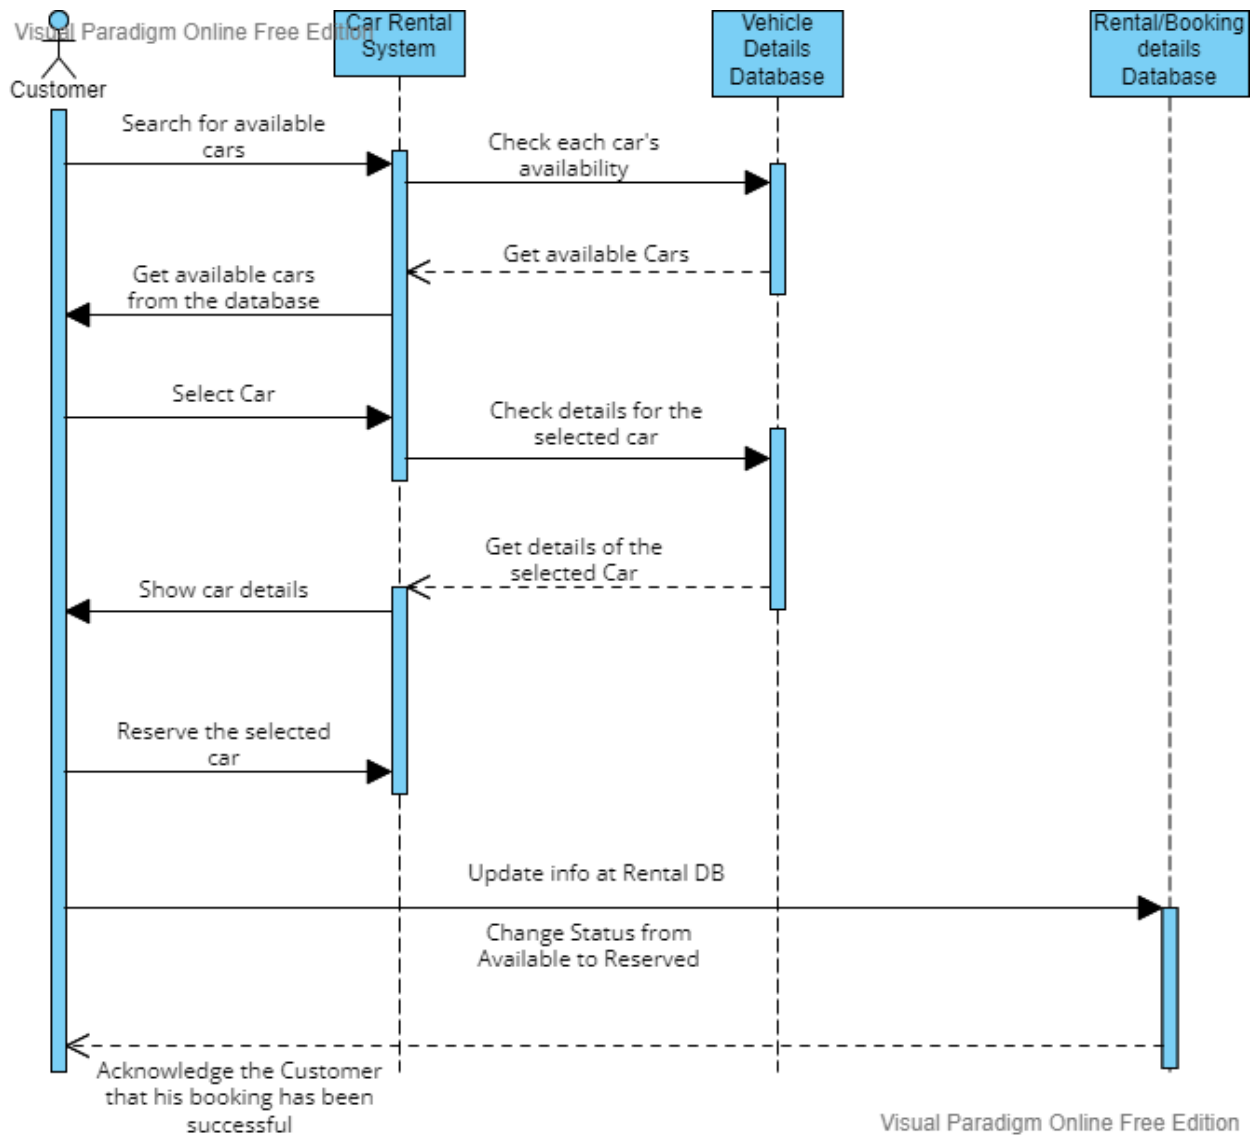 Visual Paradigm Online Free Edition
Car Rental
System
Vehicle
Details
Database
Rental/Booking
details
Database
Customer
Search for available
cars
Check each car's
availability
Get available Cars
Get available cars
from the database
Select Car
Check details for the
selected car
Get details of the
selected Car
Show car details
Reserve the selected
car
Update info at Rental DB
Change Status from
Available to Reserved
Acknowledge the Customer
that his booking has been
successful
Visual Paradigm Online Free Edition